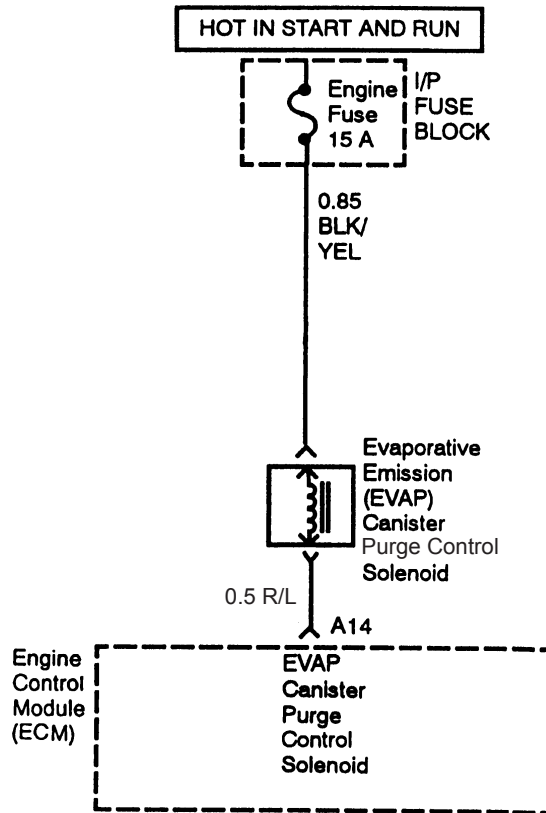 HOT IN START AND RUN
Engine
Fuse
15 A
I/P
FUSE
BLOCK
0.85
BLK/
YEL
Evaporative
Emission
(EVAP)
Canister
Purge Control
Solenoid
0.5 R/L
A14
Engine
Control
Module
(ECM)
EVAP
Canister
Purge
Control
Solenoid